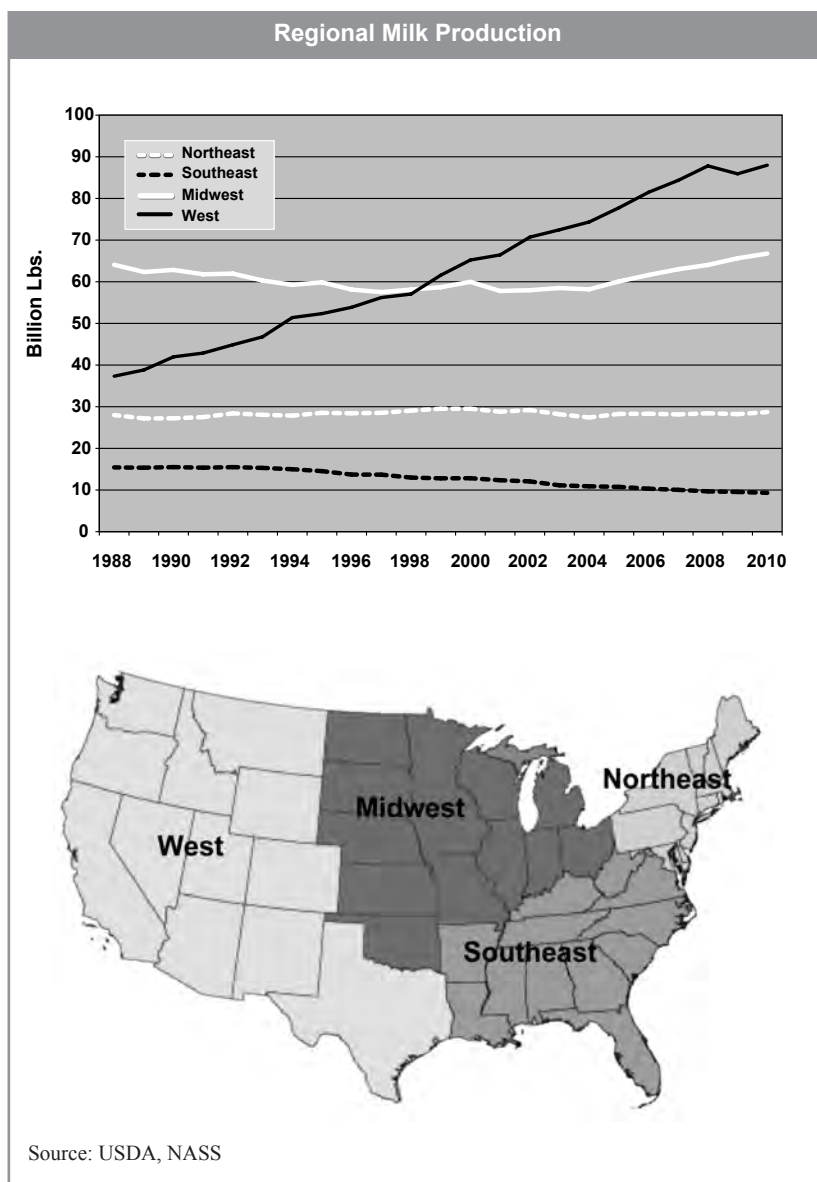 Regional Milk Production
100
90
80
70
60
50
40
30
20
10
0
Billion Lbs.
Northeast
Southeast
Midwest
West
1988 1990 1992 1994 1996 1998 2000 2002 2004 2006 2008 2010
Northeast
Midwest
West
Southeast
Source: USDA, NASS